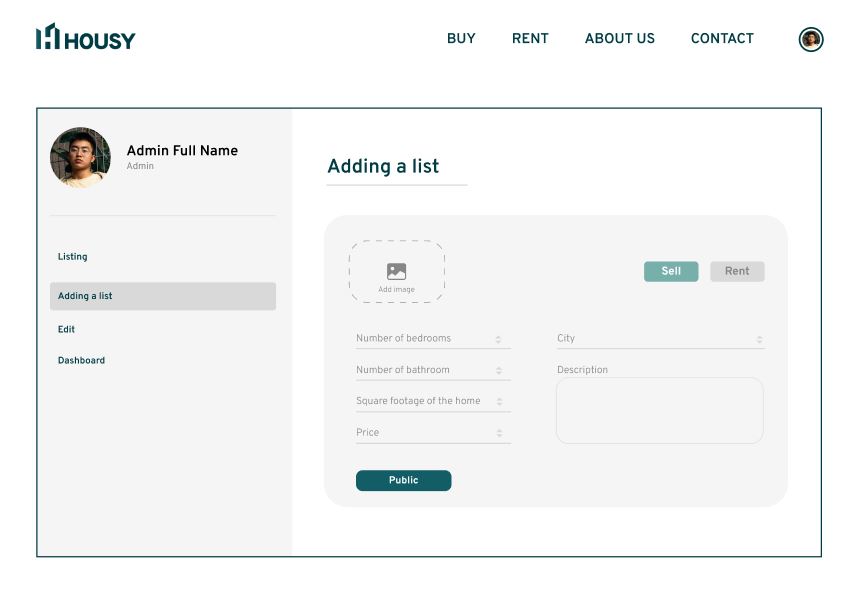 HOUSY
BUY RENT ABOUT US CONTACT
Admin Full Name
Admin
Listing
Adding a list
Edit
Dashboard
Adding a list
Add image
Sell Rent
Number of bedrooms
Number of bathroom
Square footage of the home
Price
City
Description
Public